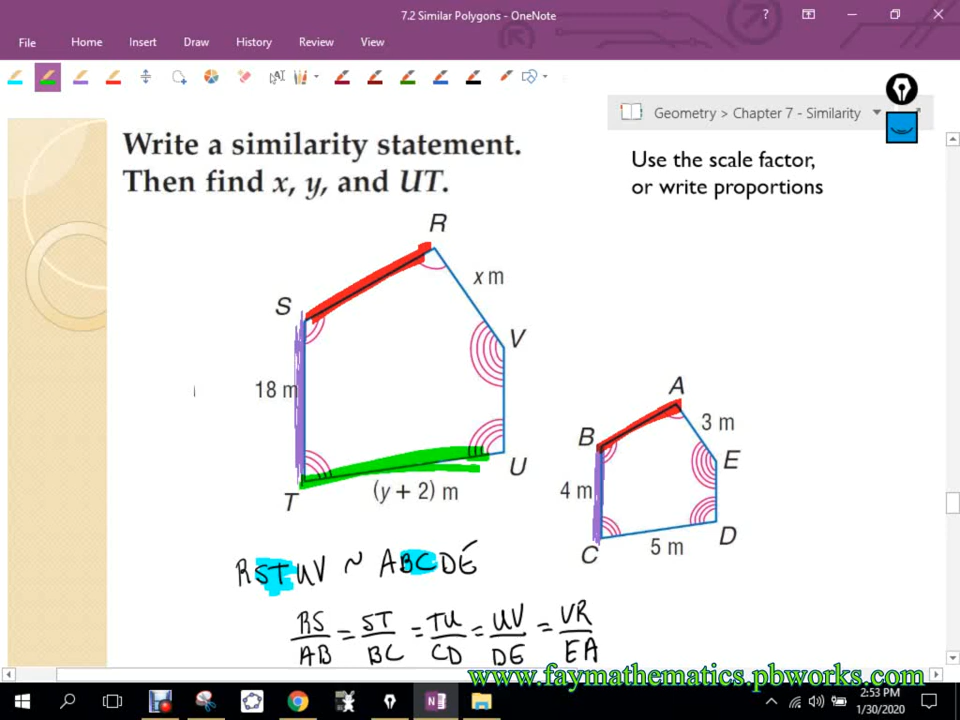 7.2 Similar Polygons - OneNote
?
File Home Insert Draw History Review View
Geometry > Chapter 7 - Similarity
Write a similarity statement.
Then find x, y, and UT.
Use the scale factor,
or write proportions
R
x m
S
V
18 m
U
T
(y + 2) m
A
3 m
B
E
4 m
D
C
5 m
RSTUV ~ ABCDE
RS/AB = ST/BC = TU/CD = UV/DE = VR/EA
www.faymathematics.pbworks.com
2:53 PM
1/30/2020